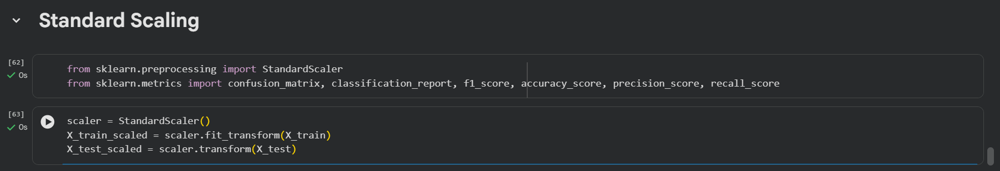 Standard Scaling
[62]
0s
from sklearn.preprocessing import StandardScaler
from sklearn.metrics import confusion_matrix, classification_report, f1_score, accuracy_score, precision_score, recall_score
[63]
0s
scaler = StandardScaler()
X_train_scaled = scaler.fit_transform(X_train)
X_test_scaled = scaler.transform(X_test)